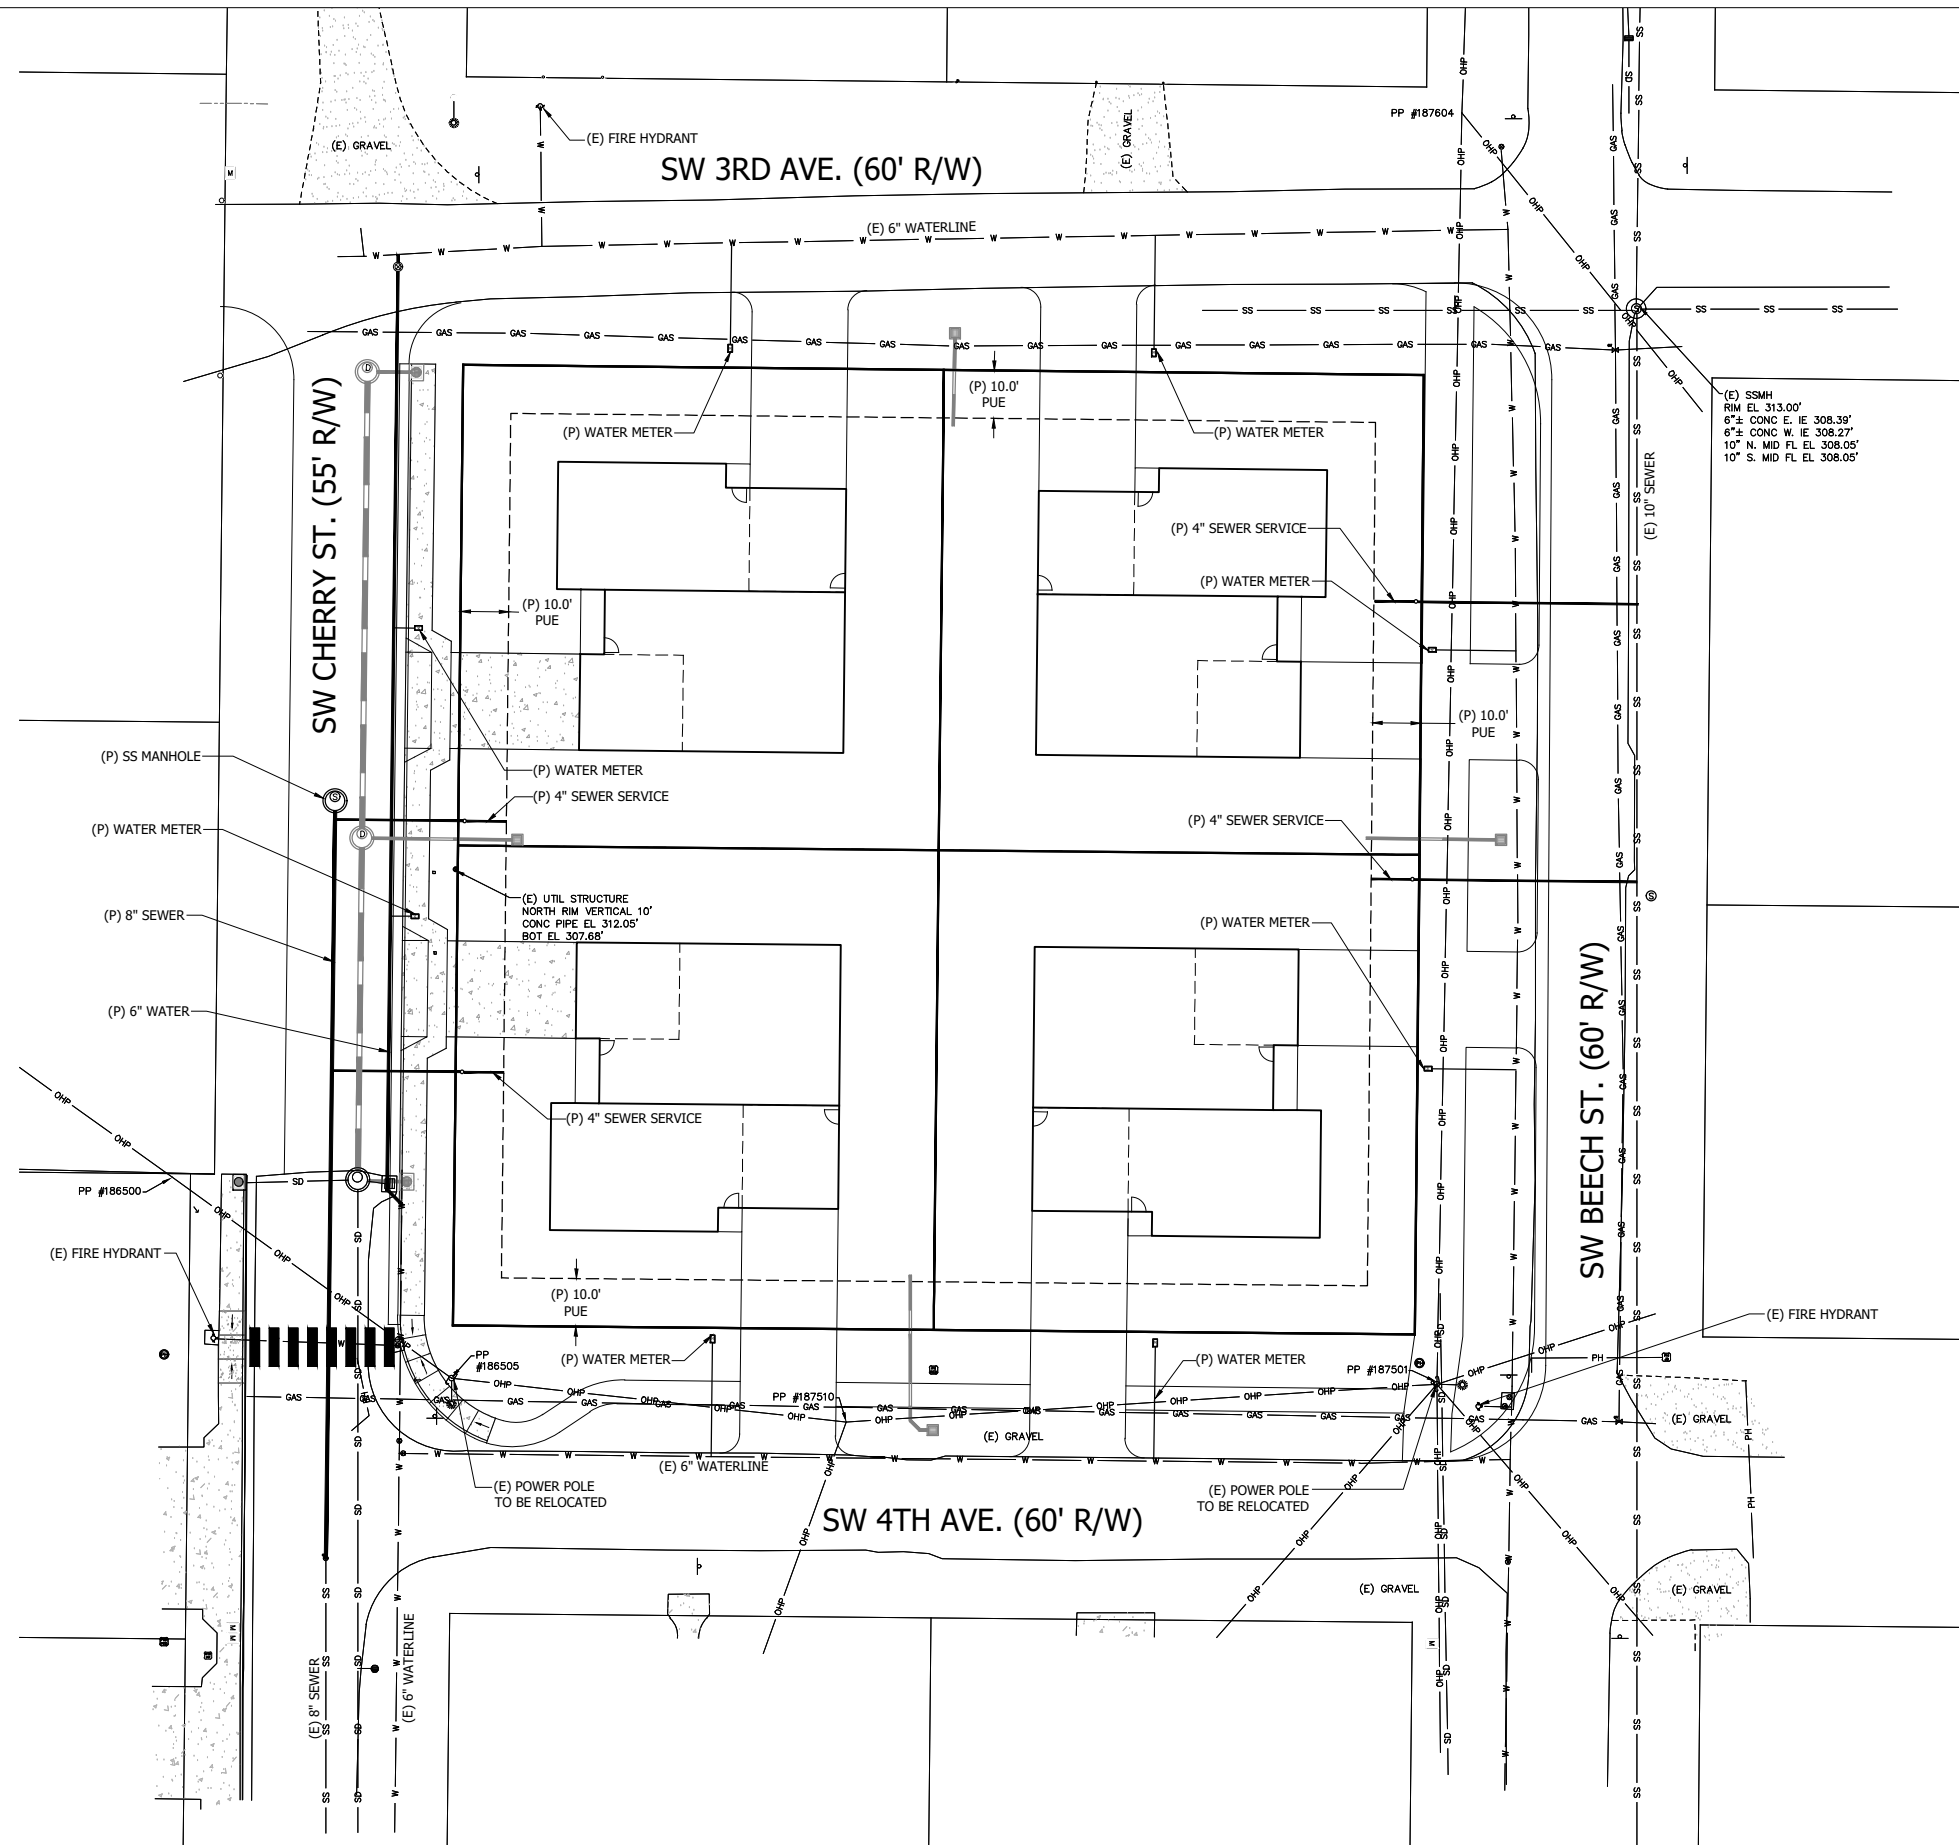 PP #187604
(E) FIRE HYDRANT
(E) GRAVEL
(E) GRAVEL
SW 3RD AVE. (60' R/W)
(E) 6" WATERLINE
(P) 10.0'
PUE
(E) SSMH
RIM EL 313.00'
6"± CONC E. IE 308.39'
6"± CONC W. IE 308.27'
10" N. MID FL EL 308.05'
10" S. MID FL EL 308.05'
(P) WATER METER
(P) WATER METER
SW CHERRY ST. (55' R/W)
(E) 10" SEWER
(P) 4" SEWER SERVICE
(P) WATER METER
(P) 10.0'
PUE
(P) 10.0'
PUE
(P) SS MANHOLE
(P) WATER METER
(P) 4" SEWER SERVICE
(P) WATER METER
(P) 4" SEWER SERVICE
(E) UTIL STRUCTURE
NORTH RIM VERTICAL 10'
CONC PIPE EL 312.05'
BOT EL 307.68'
(P) 8" SEWER
(P) WATER METER
(P) 6" WATER
SW BEECH ST. (60' R/W)
(P) 4" SEWER SERVICE
PP #186500
(E) FIRE HYDRANT
(P) 10.0'
PUE
(E) FIRE HYDRANT
PP
#186505
(P) WATER METER
(P) WATER METER
PP #187501
PP #187510
(E) GRAVEL
(E) GRAVEL
(E) 6" WATERLINE
(E) POWER POLE
TO BE RELOCATED
(E) POWER POLE
TO BE RELOCATED
SW 4TH AVE. (60' R/W)
(E) GRAVEL
(E) GRAVEL
(E) 8" SEWER
(E) 6" WATERLINE
GAS
OHP
SS
SD
W
PH